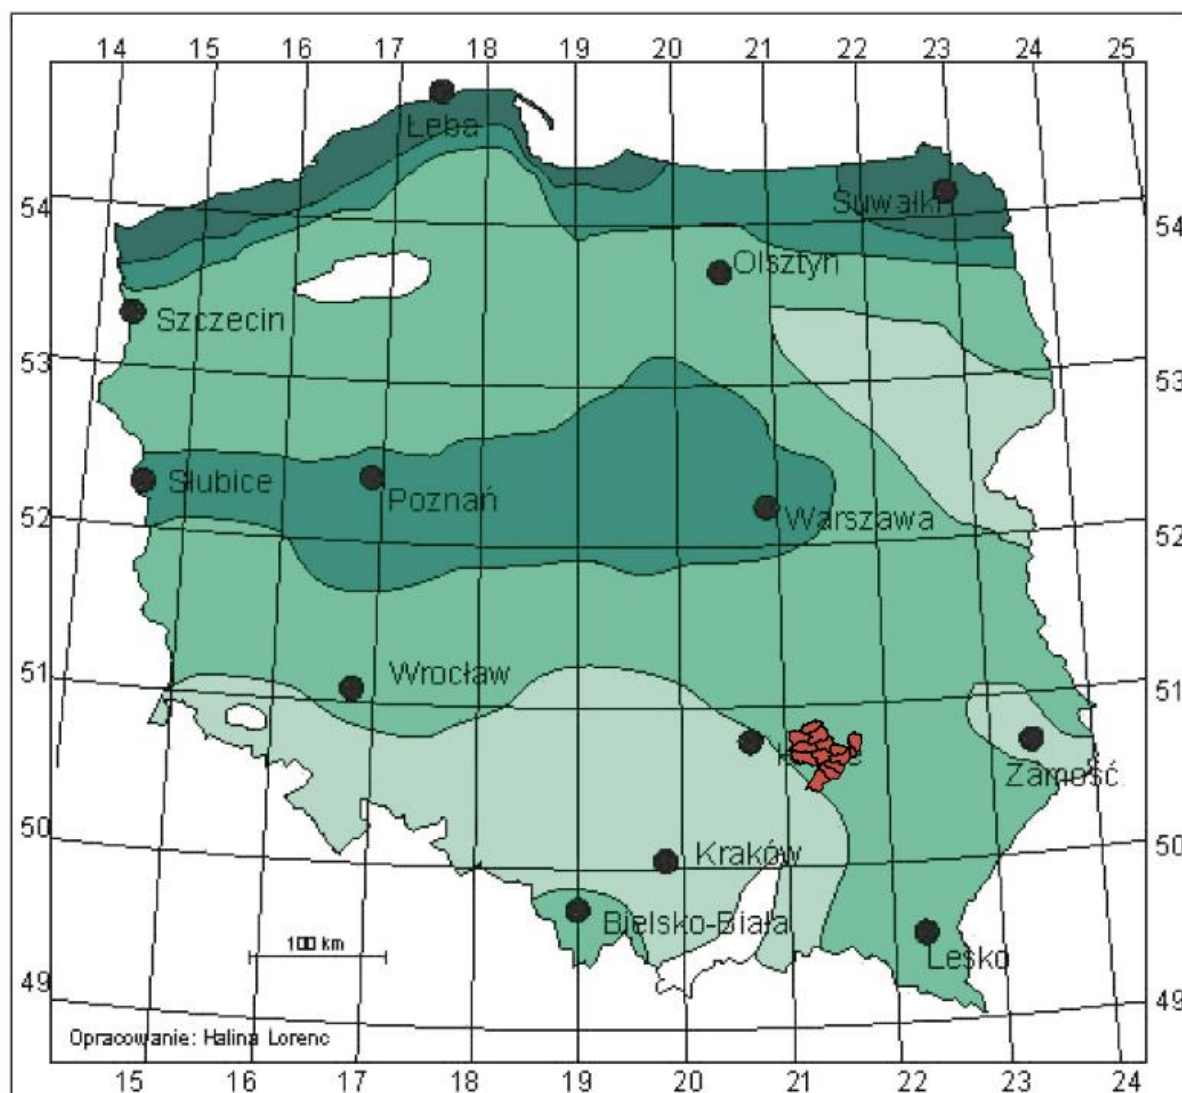 14 15 16 17 18 19 20 21 22 23 24 25
Łeba
54 Suwałki 54
Olsztyn
Szczecin
53 53
Słubice Poznań
Warszawa
52 52
51 Wrocław 51
Zamość
50 Kraków 50
Bielsko-Biała
100 km Lesko
49 49
Opracowanie: Halina Lorenc
15 16 17 18 19 20 21 22 23 24